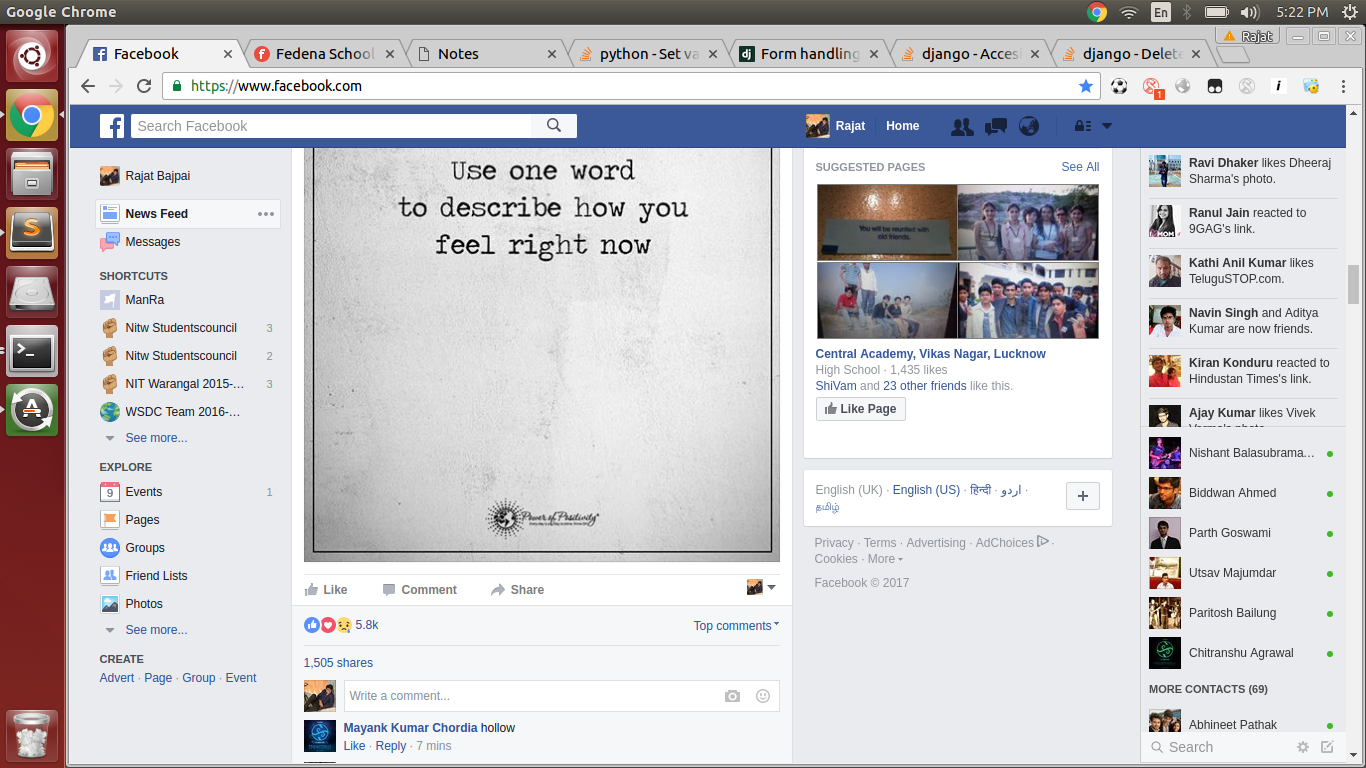 Google Chrome
En
5:22 PM
Facebook
Fedena School
Notes
python - Set va
Form handling
django - Acces
django - Delete
Rajat
https://www.facebook.com
1
i
Search Facebook
Rajat
Home
Rajat Bajpai
News Feed
Messages
SHORTCUTS
ManRa
Nitw Studentscouncil 3
Nitw Studentscouncil 2
NIT Warangal 2015-... 3
WSDC Team 2016-...
See more...
EXPLORE
9 Events 1
Pages
Groups
Friend Lists
Photos
See more...
CREATE
Advert · Page · Group · Event
Use one word
to describe how you
feel right now
Power of Positivity
Like Comment Share
5.8k
Top comments
1,505 shares
Write a comment...
Mayank Kumar Chordia hollow
Like · Reply · 7 mins
SUGGESTED PAGES See All
You will be reunited with
old friends.
Central Academy, Vikas Nagar, Lucknow
High School · 1,435 likes
ShiVam and 23 other friends like this.
Like Page
English (UK) · English (US) · हिन्दी · اردو ·
தமிழ்
Privacy · Terms · Advertising · AdChoices ·
Cookies · More
Facebook © 2017
Ravi Dhaker likes Dheeraj
Sharma's photo.
Ranul Jain reacted to
9GAG's link.
MOM
Kathi Anil Kumar likes
TeluguSTOP.com.
Navin Singh and Aditya
Kumar are now friends.
Kiran Konduru reacted to
Hindustan Times's link.
Ajay Kumar likes Vivek
Nishant Balasubrama...
Biddwan Ahmed
Parth Goswami
Utsav Majumdar
Paritosh Bailung
Chitranshu Agrawal
MORE CONTACTS (69)
Abhineet Pathak
Search